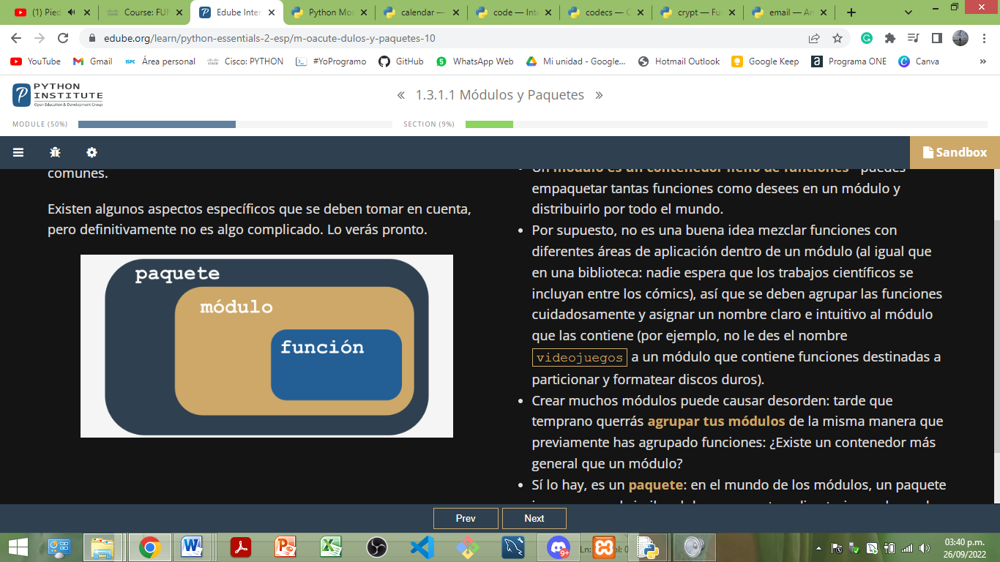 (1) Pied
Course: FUN
Edube Inter
Python Mod
calendar —
code — Inte
codecs — C
crypt — Fu
email — An
edube.org/learn/python-essentials-2-esp/m-oacute-dulos-y-paquetes-10
YouTube
Gmail
ispc Área personal
Cisco: PYTHON
#YoProgramo
GitHub
5 WhatsApp Web
Mi unidad - Google...
Hotmail Outlook
Google Keep
a Programa ONE
Canva
»
PYTHON
INSTITUTE
Open Education & Development Group
« 1.3.1.1 Módulos y Paquetes »
MODULE (50%)
SECTION (9%)
Sandbox
comunes.
Existen algunos aspectos específicos que se deben tomar en cuenta,
pero definitivamente no es algo complicado. Lo verás pronto.
paquete
módulo
función
Un módulo es un contenedor lleno de funciones - puedes
empaquetar tantas funciones como desees en un módulo y
distribuirlo por todo el mundo.
Por supuesto, no es una buena idea mezclar funciones con
diferentes áreas de aplicación dentro de un módulo (al igual que
en una biblioteca: nadie espera que los trabajos científicos se
incluyan entre los cómics), así que se deben agrupar las funciones
cuidadosamente y asignar un nombre claro e intuitivo al módulo
que las contiene (por ejemplo, no le des el nombre
videojuegos a un módulo que contiene funciones destinadas a
particionar y formatear discos duros).
Crear muchos módulos puede causar desorden: tarde que
temprano querrás agrupar tus módulos de la misma manera que
previamente has agrupado funciones: ¿Existe un contenedor más
general que un módulo?
Sí lo hay, es un paquete: en el mundo de los módulos, un paquete
Prev
Next
9+
Ln:
ol: 0
03:40 p.m.
26/09/2022